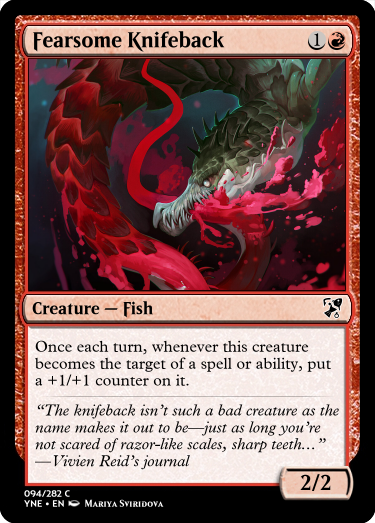 Fearsome Knifeback 1
Creature — Fish
Once each turn, whenever this creature
becomes the target of a spell or ability, put
a +1/+1 counter on it.
“The knifeback isn’t such a bad creature as the
name makes it out to be—just as long you’re
not scared of razor-like scales, sharp teeth…”
—Vivien Reid’s journal
2/2
094/282 C
YNE • EN Mariya Sviridova